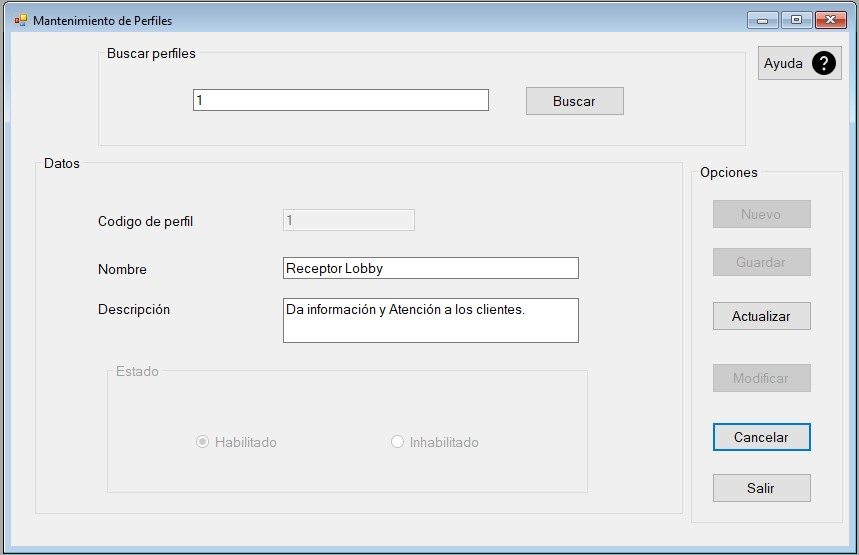 Mantenimiento de Perfiles
Buscar perfiles
Ayuda ?
1
Buscar
Datos
Opciones
Codigo de perfil
1
Nuevo
Nombre
Receptor Lobby
Guardar
Descripción
Da información y Atención a los clientes.
Actualizar
Estado
Modificar
Habilitado
Inhabilitado
Cancelar
Salir